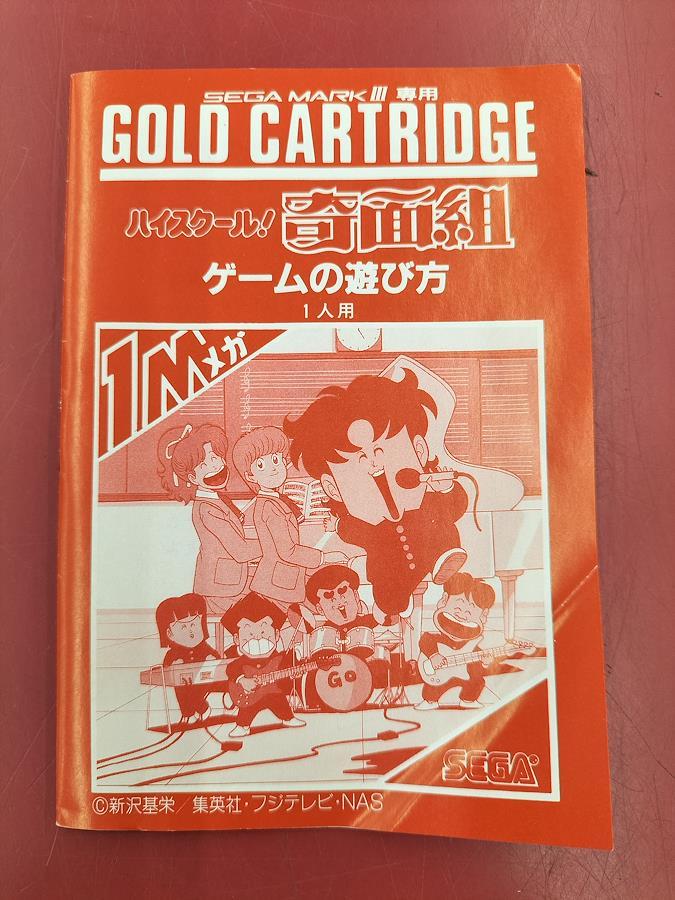 SEGA MARK III 専用
GOLD CARTRIDGE
ハイスクール! 奇面組
ゲームの遊び方
1人用
1Mメガ
Go
SEGA®
©新沢基栄/集英社・フジテレビ・NAS